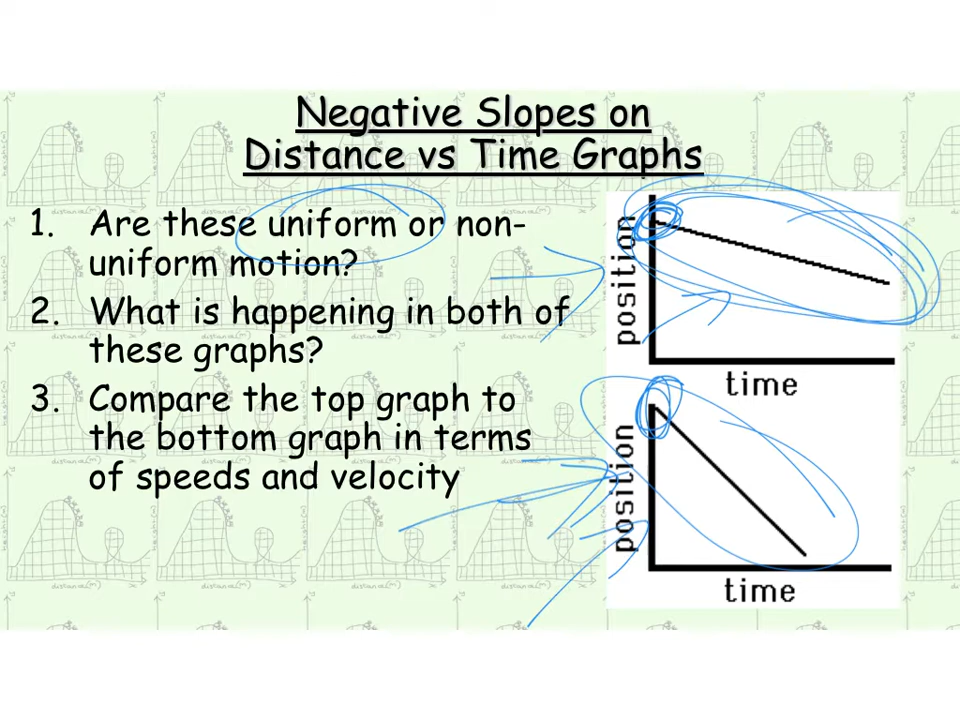 Negative Slopes on
Distance vs Time Graphs
1. Are these uniform or non-
uniform motion?
2. What is happening in both of
these graphs?
3. Compare the top graph to
the bottom graph in terms
of speeds and velocity
position
time
position
time